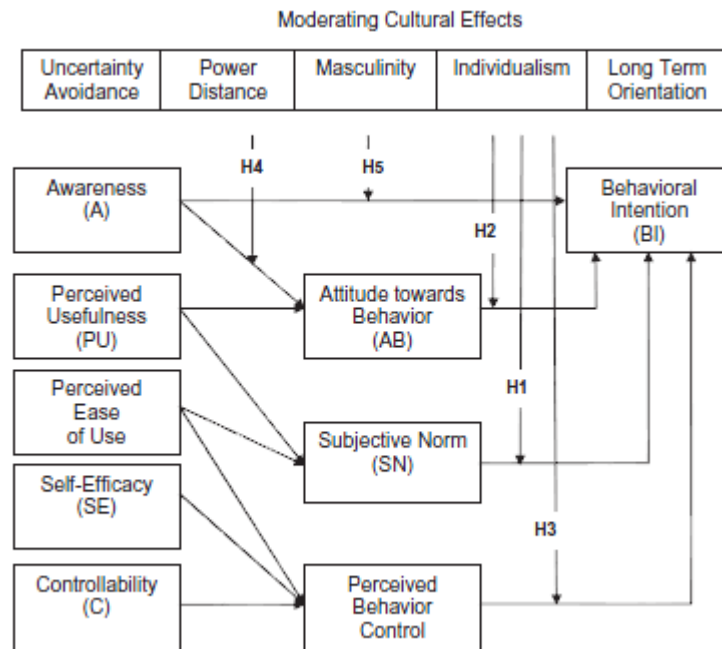 Moderating Cultural Effects
Uncertainty
Avoidance
Power
Distance
Masculinity
Individualism
Long Term
Orientation
H4
H5
Awareness
(A)
Behavioral
Intention
(BI)
H2
Perceived
Usefulness
(PU)
Attitude towards
Behavior
(AB)
Perceived
Ease
of Use
H1
Subjective Norm
(SN)
Self-Efficacy
(SE)
H3
Controllability
(C)
Perceived
Behavior
Control